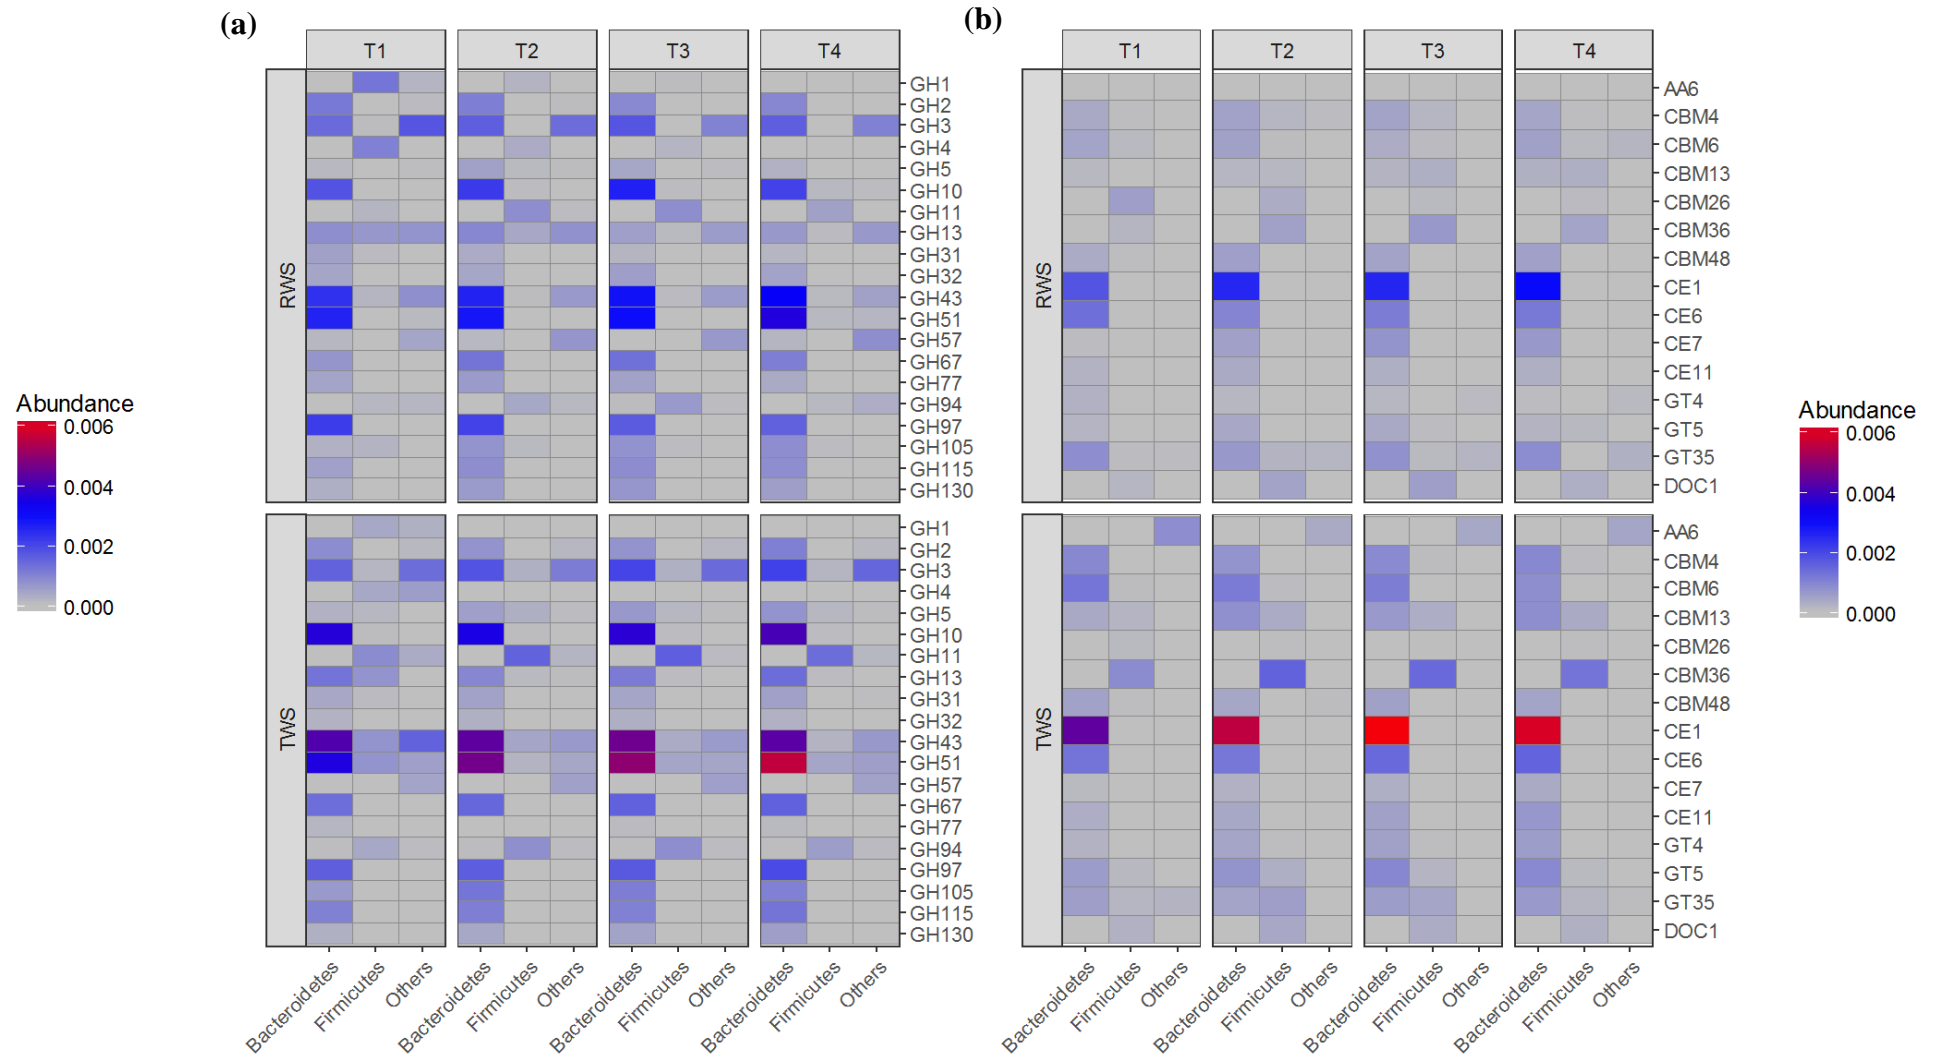 (a)
(b)
T1
T2
T3
T4
T1
T2
T3
T4
RWS
GH1
GH2
GH3
GH4
GH5
GH10
GH11
GH13
GH31
GH32
GH43
GH51
GH57
GH67
GH77
GH94
GH97
GH105
GH115
GH130
TWS
GH1
GH2
GH3
GH4
GH5
GH10
GH11
GH13
GH31
GH32
GH43
GH51
GH57
GH67
GH77
GH94
GH97
GH105
GH115
GH130
Abundance
0.006
0.004
0.002
0.000
Bacteroidetes
Firmicutes
Others
Bacteroidetes
Firmicutes
Others
Bacteroidetes
Firmicutes
Others
Bacteroidetes
Firmicutes
Others
RWS
AA6
CBM4
CBM6
CBM13
CBM26
CBM36
CBM48
CE1
CE6
CE7
CE11
GT4
GT5
GT35
DOC1
TWS
AA6
CBM4
CBM6
CBM13
CBM26
CBM36
CBM48
CE1
CE6
CE7
CE11
GT4
GT5
GT35
DOC1
Bacteroidetes
Firmicutes
Others
Bacteroidetes
Firmicutes
Others
Bacteroidetes
Firmicutes
Others
Bacteroidetes
Firmicutes
Others
Abundance
0.006
0.004
0.002
0.000